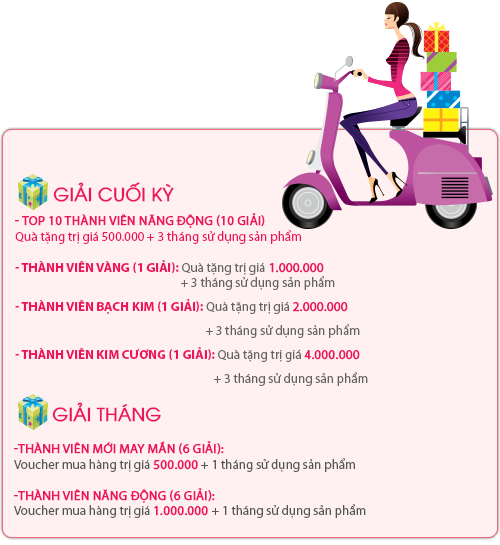 GIẢI CUỐI KỲ
- TOP 10 THÀNH VIÊN NĂNG ĐỘNG (10 GIẢI)
Quà tặng trị giá 500.000 + 3 tháng sử dụng sản phẩm
- THÀNH VIÊN VÀNG (1 GIẢI): Quà tặng trị giá 1.000.000
+ 3 tháng sử dụng sản phẩm
- THÀNH VIÊN BẠCH KIM (1 GIẢI): Quà tặng trị giá 2.000.000
+ 3 tháng sử dụng sản phẩm
- THÀNH VIÊN KIM CƯƠNG (1 GIẢI): Quà tặng trị giá 4.000.000
+ 3 tháng sử dụng sản phẩm
GIẢI THÁNG
-THÀNH VIÊN MỚI MAY MẮN (6 GIẢI):
Voucher mua hàng trị giá 500.000 + 1 tháng sử dụng sản phẩm
-THÀNH VIÊN NĂNG ĐỘNG (6 GIẢI):
Voucher mua hàng trị giá 1.000.000 + 1 tháng sử dụng sản phẩm